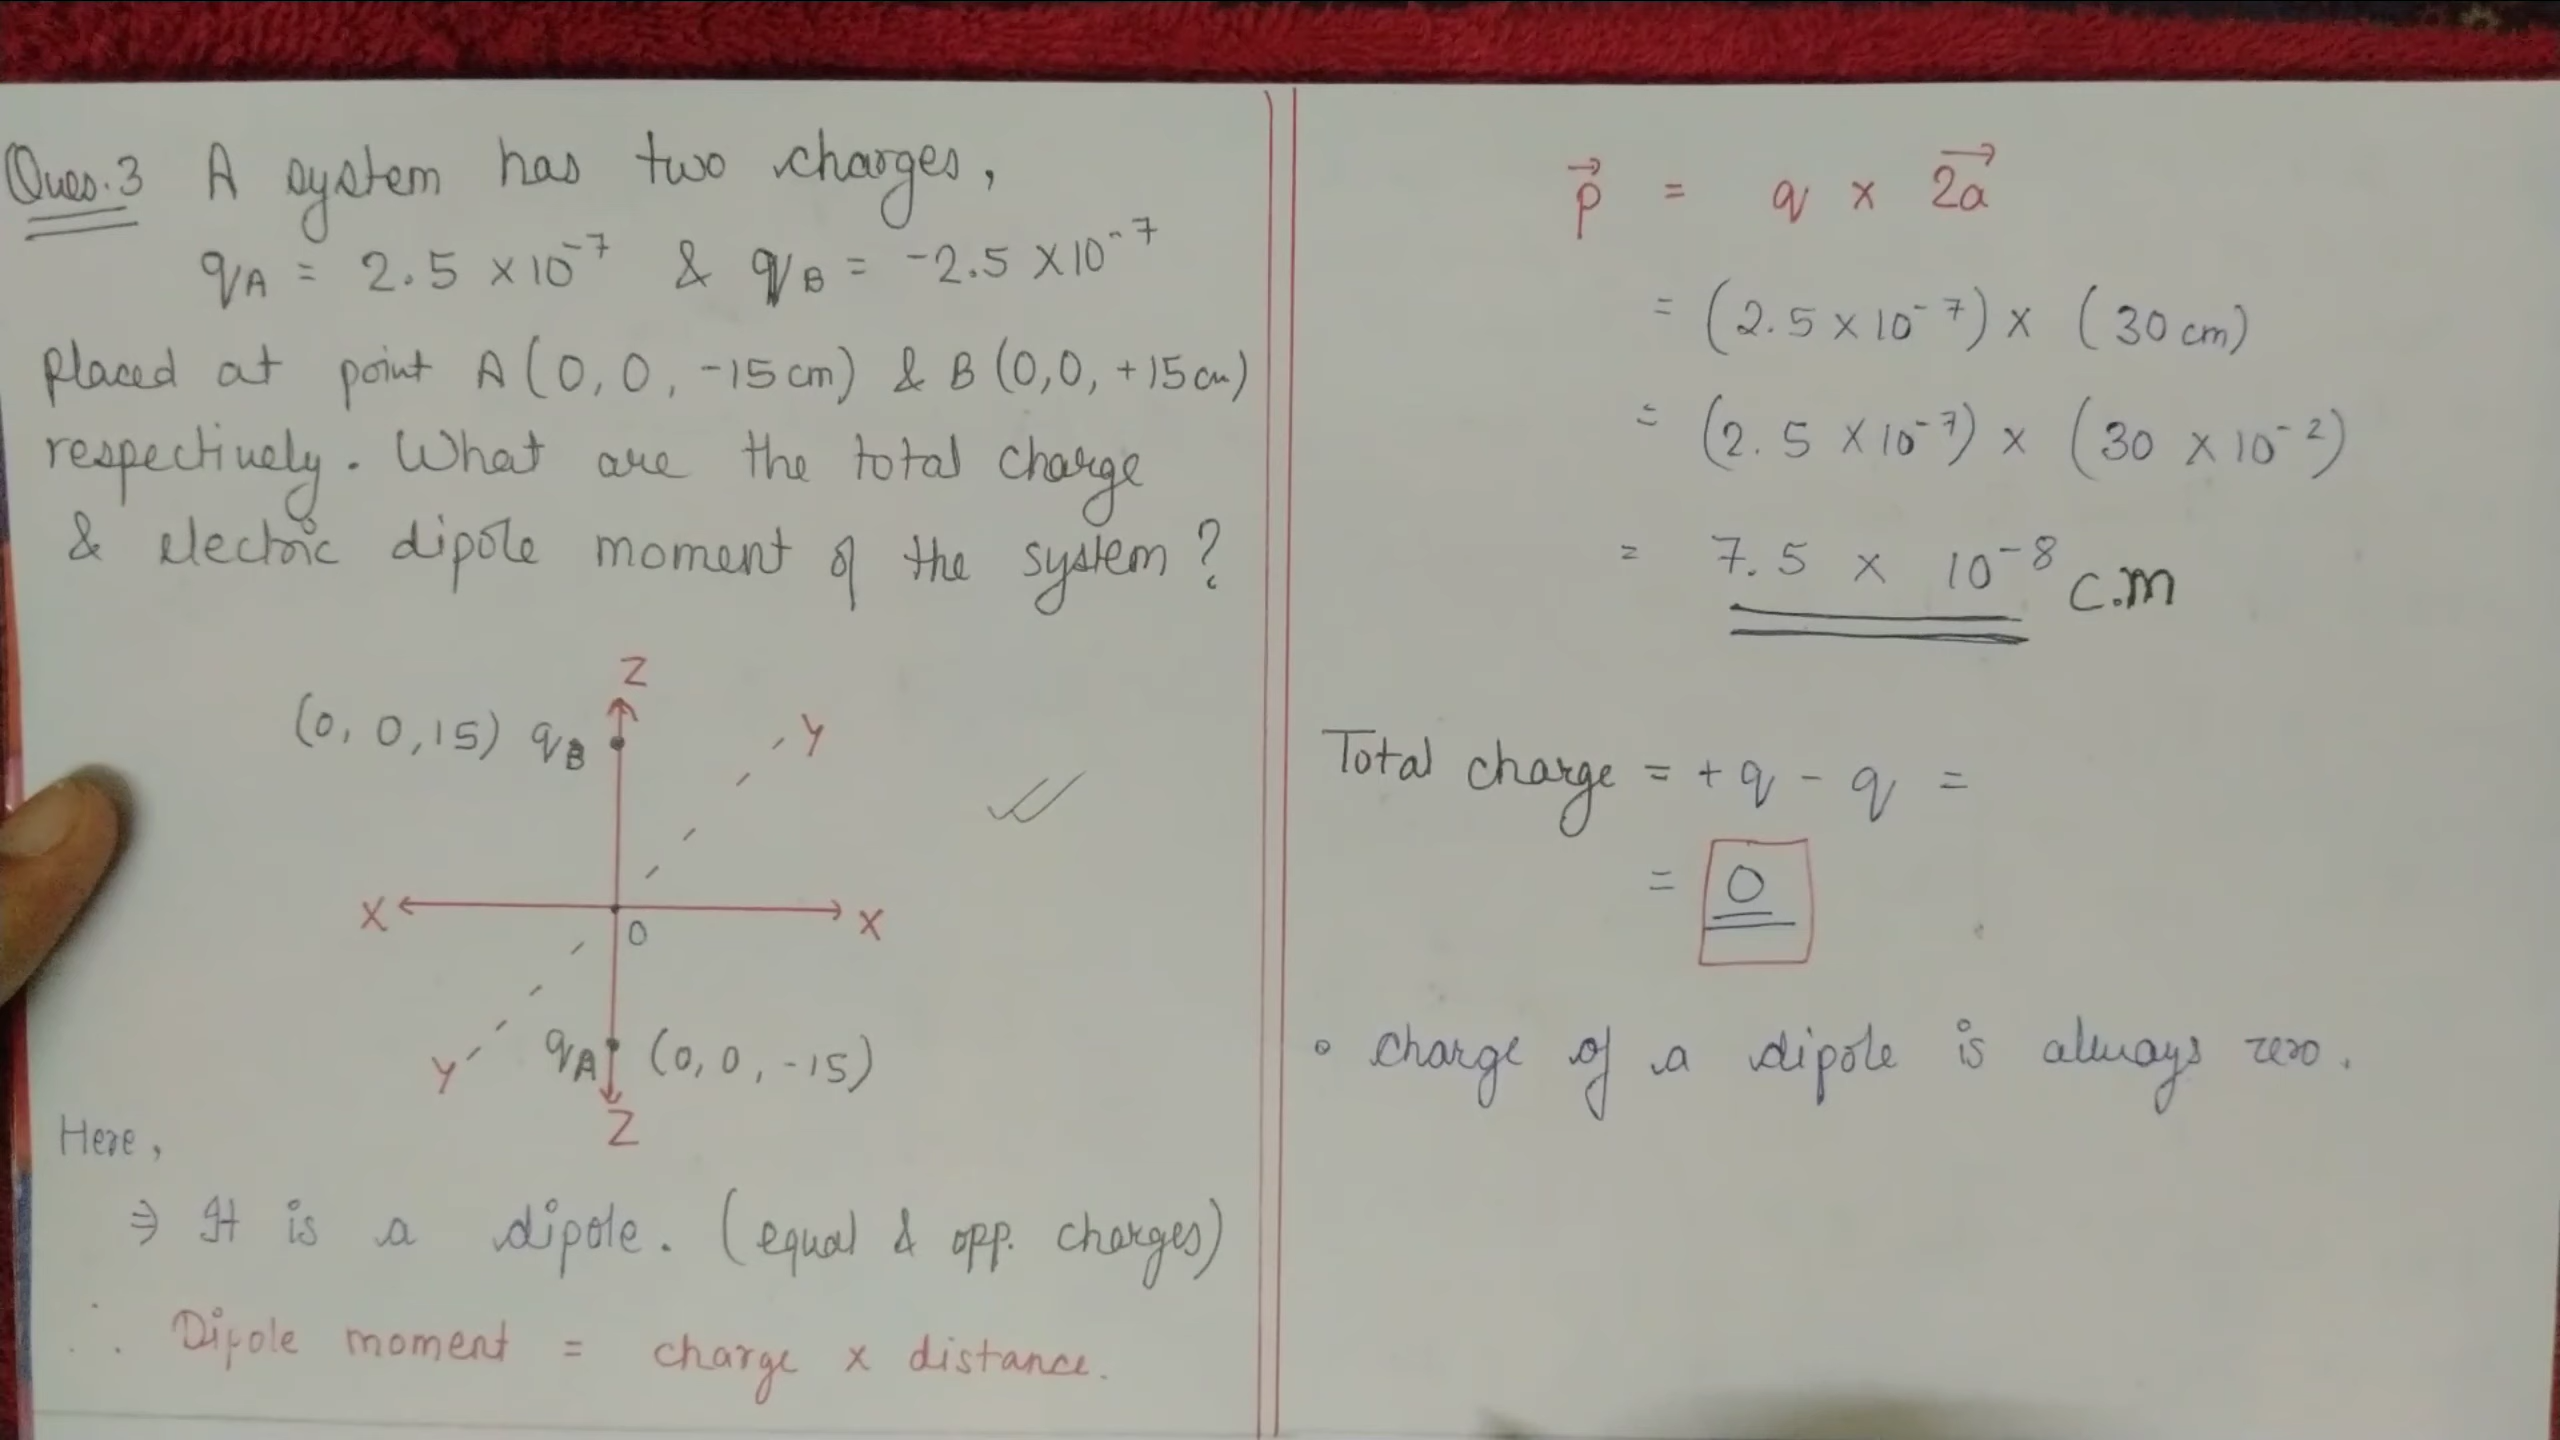 Ques.3 A system has two charges,
qA = 2.5 × 10⁻⁷ & qB = -2.5 × 10⁻⁷
Placed at point A (0, 0, -15 cm) & B (0,0, +15 cm)
respectively. What are the total charge
& electric dipole moment of the system?
Z
(0, 0, 15) qB
Y
X
X
O
qA (0, 0, -15)
Y
Z
Here,
⇒ It is a dipole. (equal & opp. charges)
∴ Dipole moment = charge × distance.
p⃗ = q × 2a⃗
= (2.5 × 10⁻⁷) × (30 cm)
= (2.5 × 10⁻⁷) × (30 × 10⁻²)
= 7.5 × 10⁻⁸ C.m
Total charge = + q - q =
= 0
• charge of a dipole is always zero.